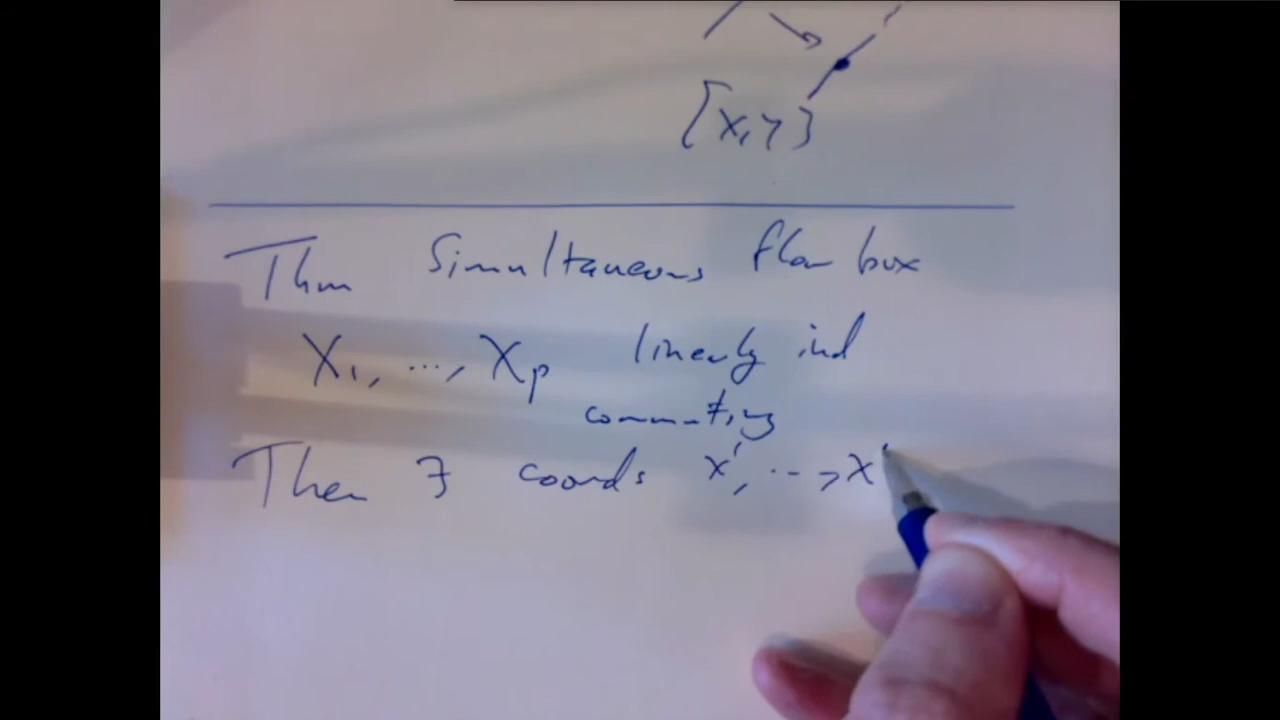 [X,Y]
Thm Simultaneous flow box
X₁, ..., Xₚ linearly ind
commuting
Then ∃ coords x¹, ..., x